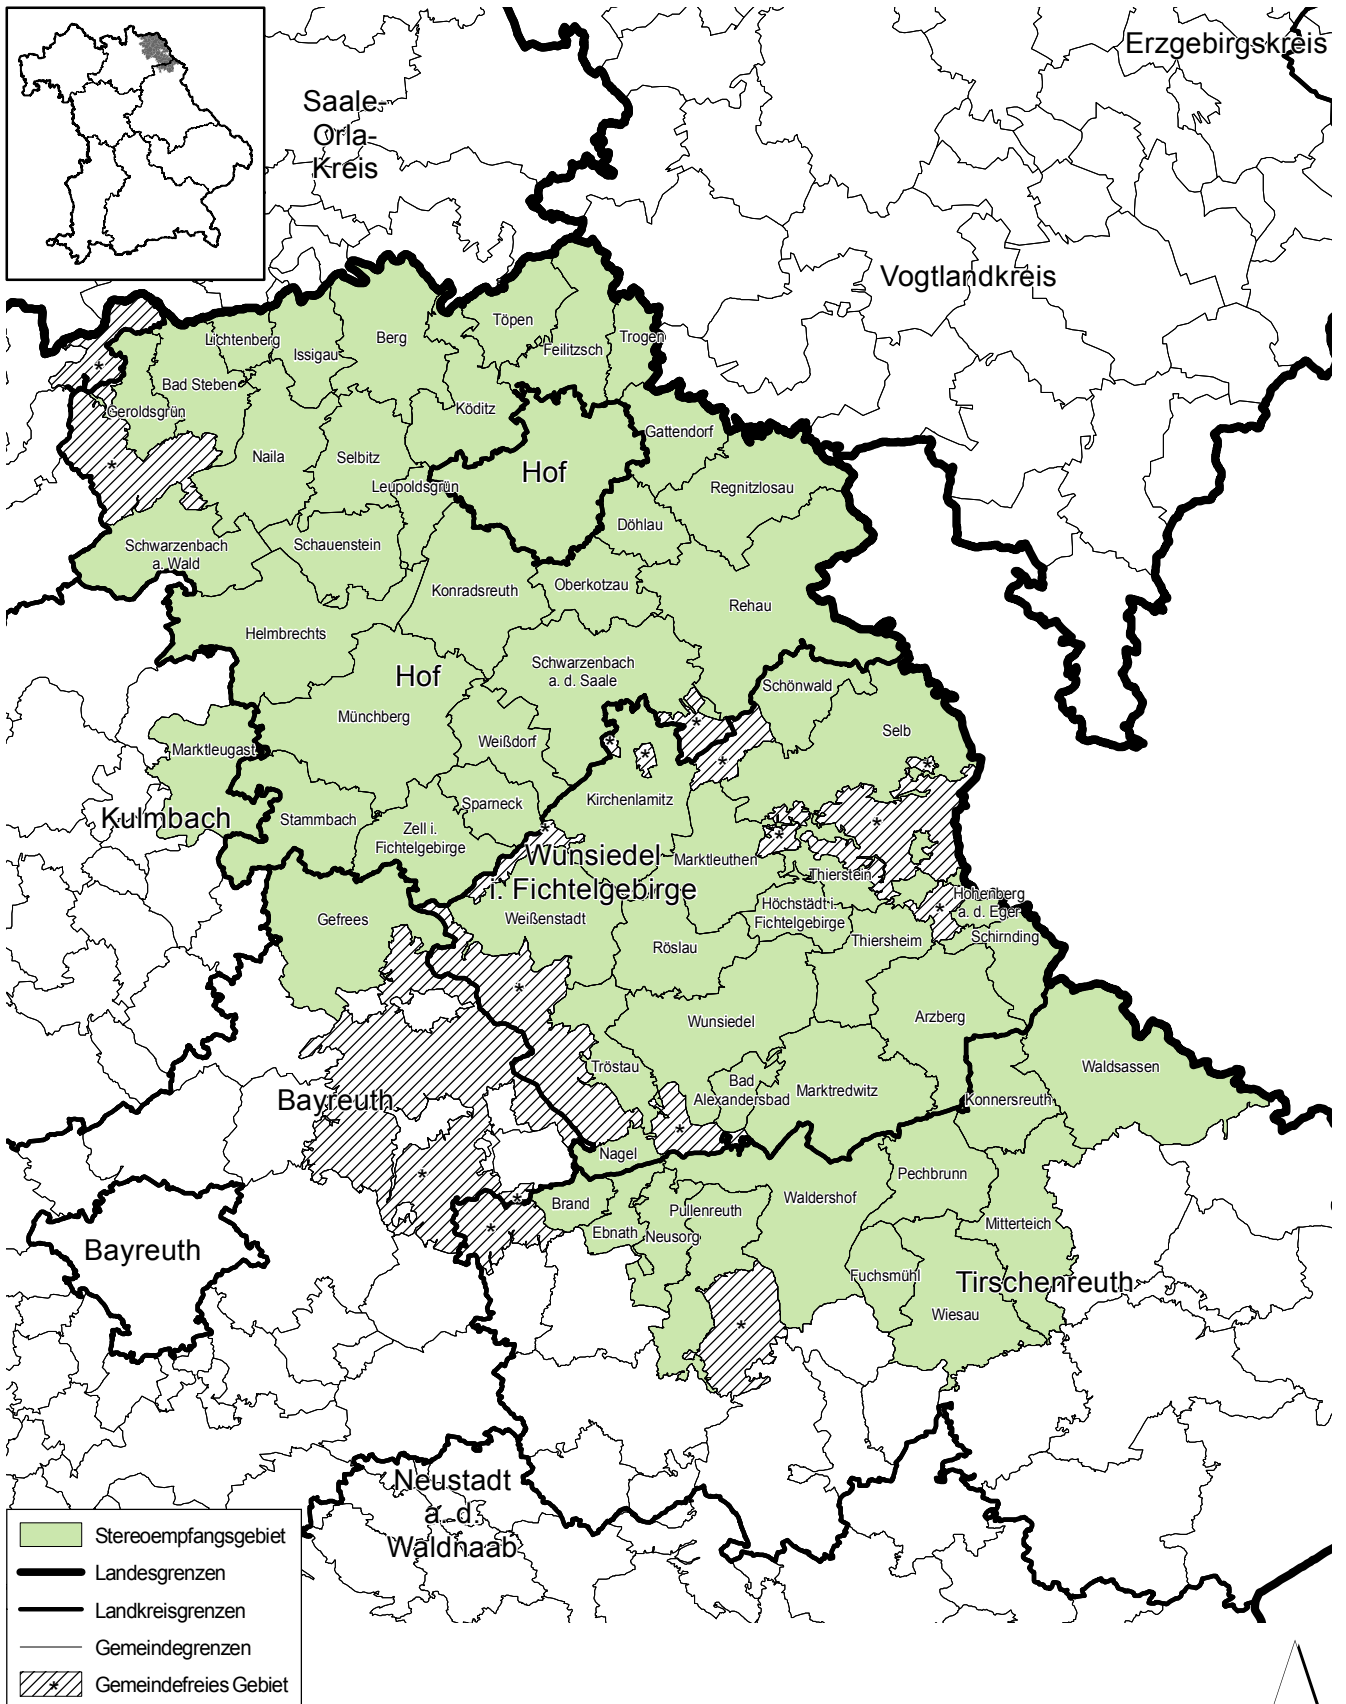 Erzgebirgskreis
Saale-
Orla-
Kreis
Vogtlandkreis
Töpen
Lichtenberg
Berg
Trogen
Issigau
Feilitzsch
Bad Steben
Geroldsgrün
Köditz
Gattendorf
Naila
Selbitz
Hof
Leupoldsgrün
Regnitzlosau
Döhlau
Schwarzenbach
a. Wald
Schauenstein
Konradsreuth
Oberkotzau
Rehau
Helmbrechts
Hof
Schwarzenbach
a. d. Saale
Schönwald
Münchberg
Selb
Weißdorf
Marktleugast
Kirchenlamitz
Sparneck
Kulmbach
Stammbach
Zell i.
Fichtelgebirge
Wunsiedel
i. Fichtelgebirge
Marktleuthen
Thierstein
Hohenberg
a. d. Eger
Höchstädt i.
Fichtelgebirge
Gefrees
Weißenstadt
Schirnding
Thiersheim
Röslau
Arzberg
Wunsiedel
Waldsassen
Tröstau
Bad
Alexandersbad
Marktredwitz
Bayreuth
Konnersreuth
Nagel
Pechbrunn
Waldershof
Brand
Pullenreuth
Mitterteich
Ebnath
Neusorg
Bayreuth
Fuchsmühl
Tirschenreuth
Wiesau
Neustadt
a. d.
Waldnaab
Stereoempfangsgebiet
Landesgrenzen
Landkreisgrenzen
Gemeindegrenzen
Gemeindefreies Gebiet